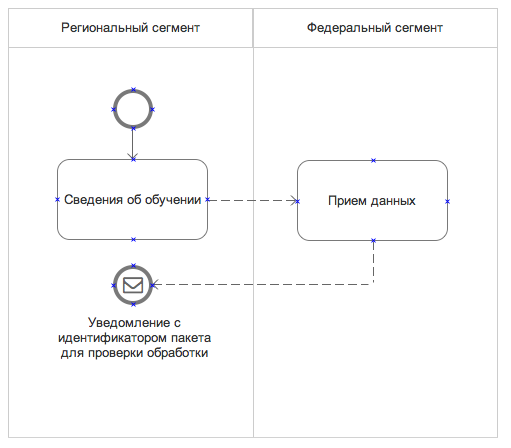 Региональный сегмент
Федеральный сегмент
Сведения об обучении
Прием данных
Уведомление с
идентификатором пакета
для проверки обработки